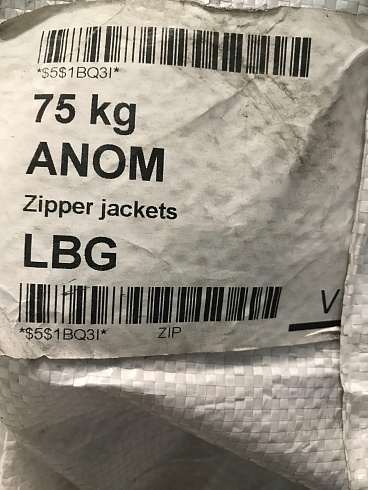 *$5$1BQ3I*
75 kg
ANOM
Zipper jackets
LBG
V
*$5$1BQ3I* ZIP